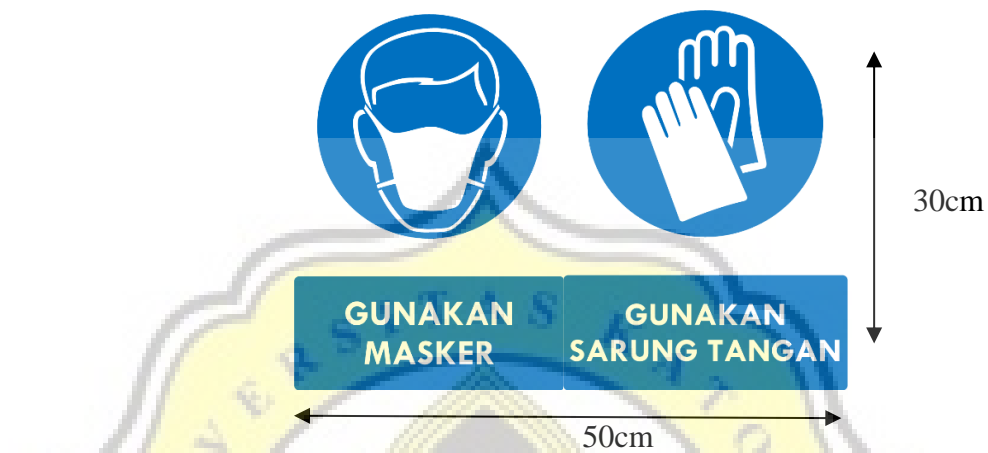 30cm
GUNAKAN
MASKER
GUNAKAN
SARUNG TANGAN
50cm